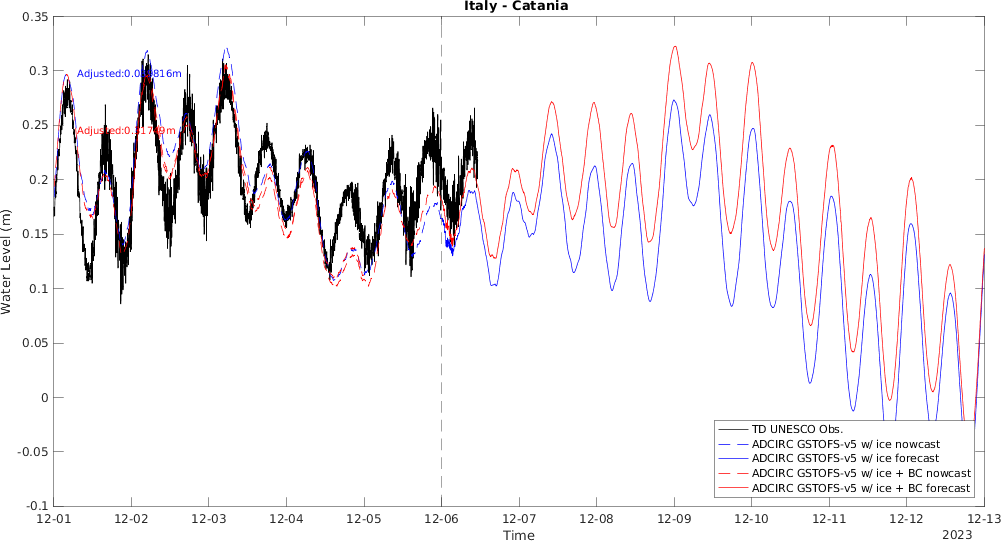 Italy - Catania
0.35
0.3
0.25
0.2
0.15
0.1
0.05
0
-0.05
-0.1
Water Level (m)
Adjusted:
Adjusted:
TD UNESCO Obs.
ADCIRC GSTOFS-v5 w/ ice nowcast
ADCIRC GSTOFS-v5 w/ ice forecast
ADCIRC GSTOFS-v5 w/ ice + BC nowcast
ADCIRC GSTOFS-v5 w/ ice + BC forecast
12-01 12-02 12-03 12-04 12-05 12-06 12-07 12-08 12-09 12-10 12-11 12-12 12-13
Time
2023